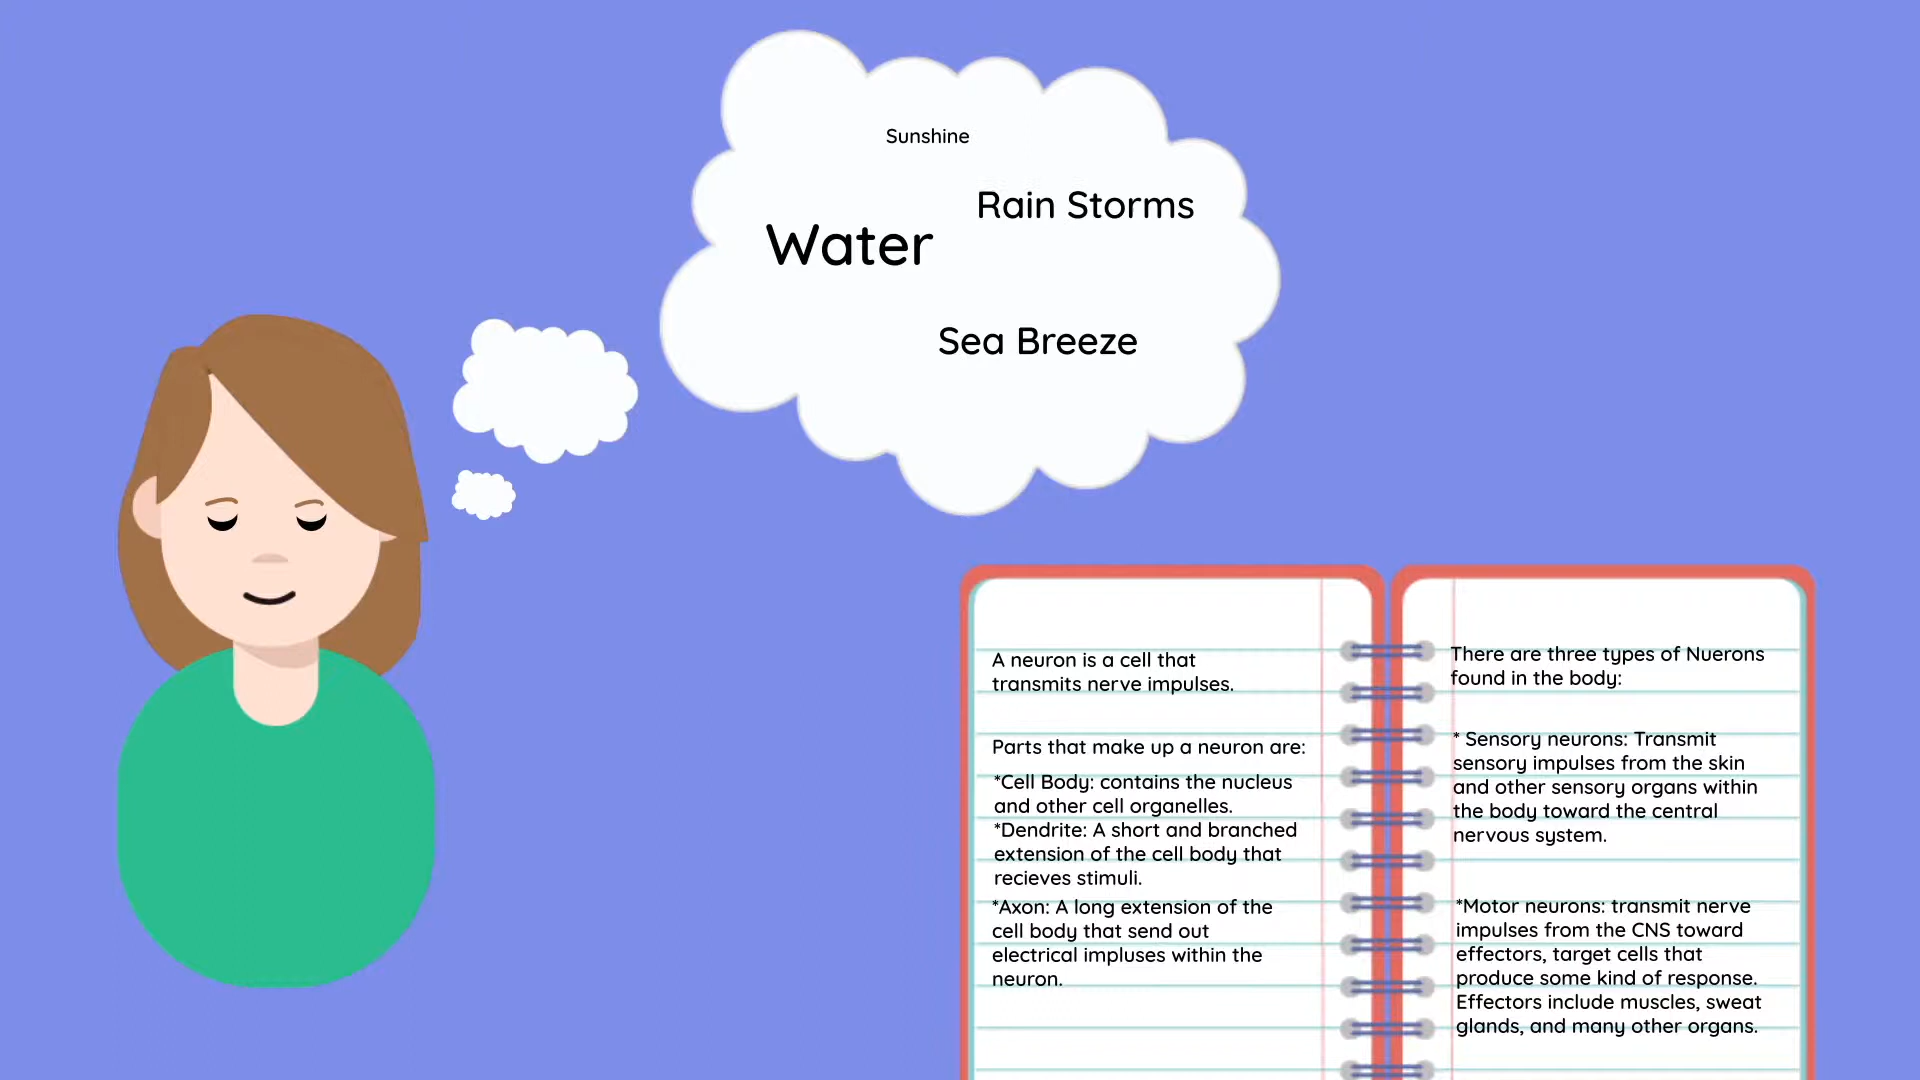 Sunshine
Rain Storms
Water
Sea Breeze
A neuron is a cell that
transmits nerve impulses.
Parts that make up a neuron are:
*Cell Body: contains the nucleus
and other cell organelles.
*Dendrite: A short and branched
extension of the cell body that
recieves stimuli.
*Axon: A long extension of the
cell body that send out
electrical impluses within the
neuron.
There are three types of Nuerons
found in the body:
* Sensory neurons: Transmit
sensory impulses from the skin
and other sensory organs within
the body toward the central
nervous system.
*Motor neurons: transmit nerve
impulses from the CNS toward
effectors, target cells that
produce some kind of response.
Effectors include muscles, sweat
glands, and many other organs.